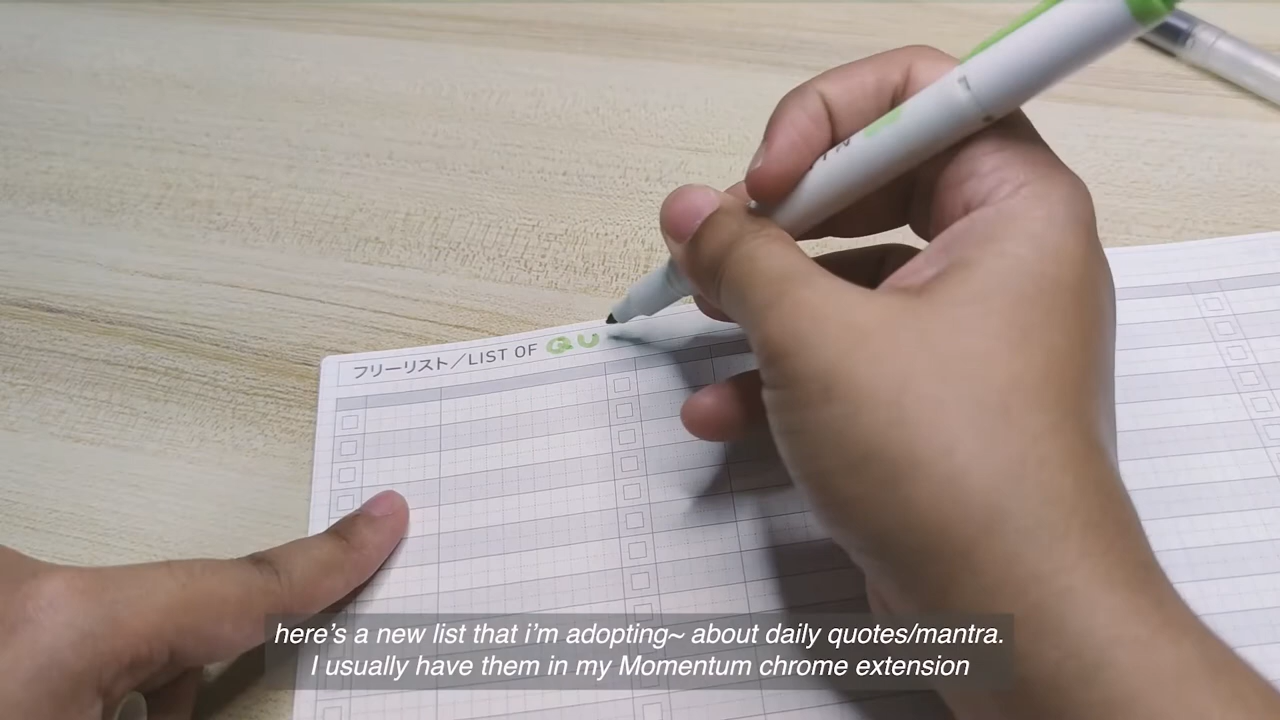 フリーリスト/LIST OF QU
here's a new list that i'm adopting~ about daily quotes/mantra.
I usually have them in my Momentum chrome extension